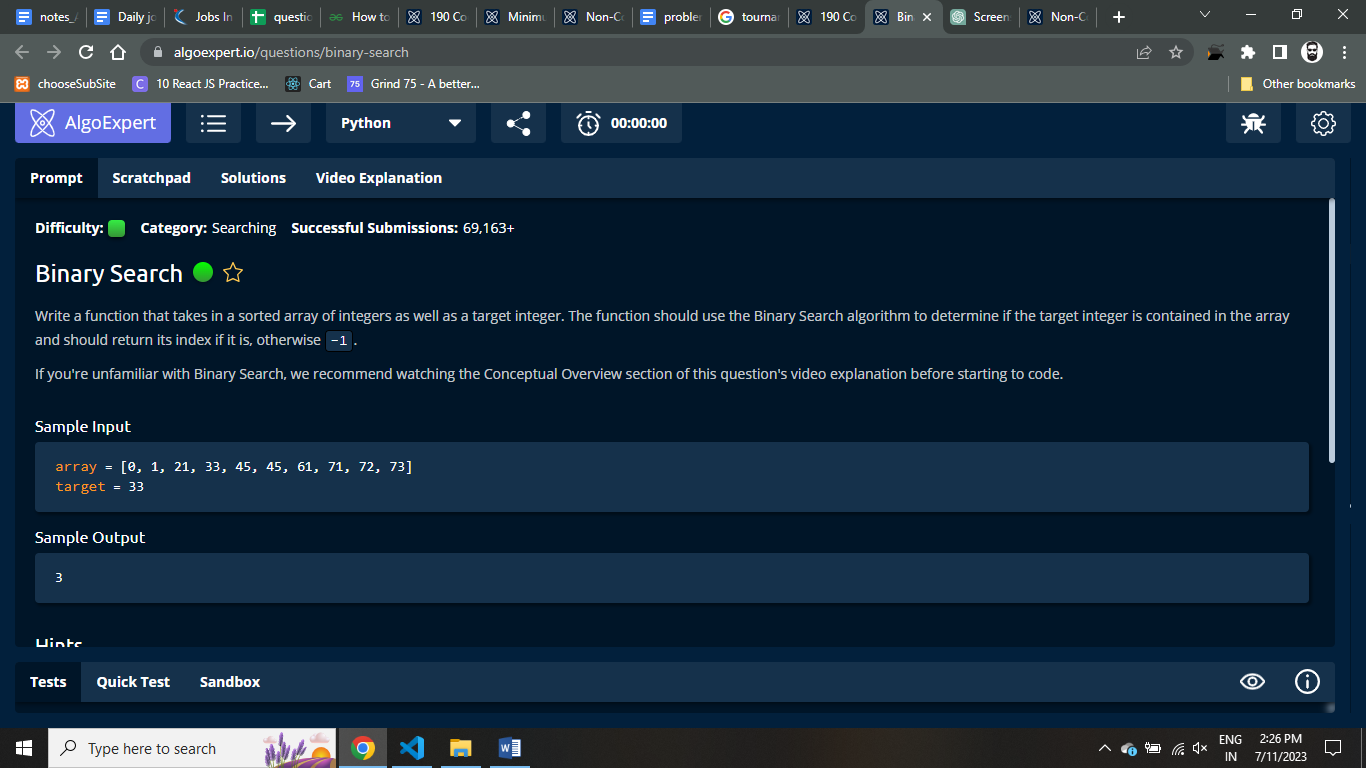 notes_
Daily jo
Jobs In
questic
How to
190 Co
Minimu
Non-Co
problem
tournar
190 Co
Bin
Screen
Non-Co
algoexpert.io/questions/binary-search
chooseSubSite
10 React JS Practice...
Cart
75 Grind 75 - A better...
Other bookmarks
AlgoExpert
Python
00:00:00
Prompt Scratchpad Solutions Video Explanation
Difficulty: Category: Searching Successful Submissions: 69,163+
Binary Search
Write a function that takes in a sorted array of integers as well as a target integer. The function should use the Binary Search algorithm to determine if the target integer is contained in the array
and should return its index if it is, otherwise -1 .
If you're unfamiliar with Binary Search, we recommend watching the Conceptual Overview section of this question's video explanation before starting to code.
Sample Input
array = [0, 1, 21, 33, 45, 45, 61, 71, 72, 73]
target = 33
Sample Output
3
Hints
Tests Quick Test Sandbox
Type here to search
ENG
IN
2:26 PM
7/11/2023